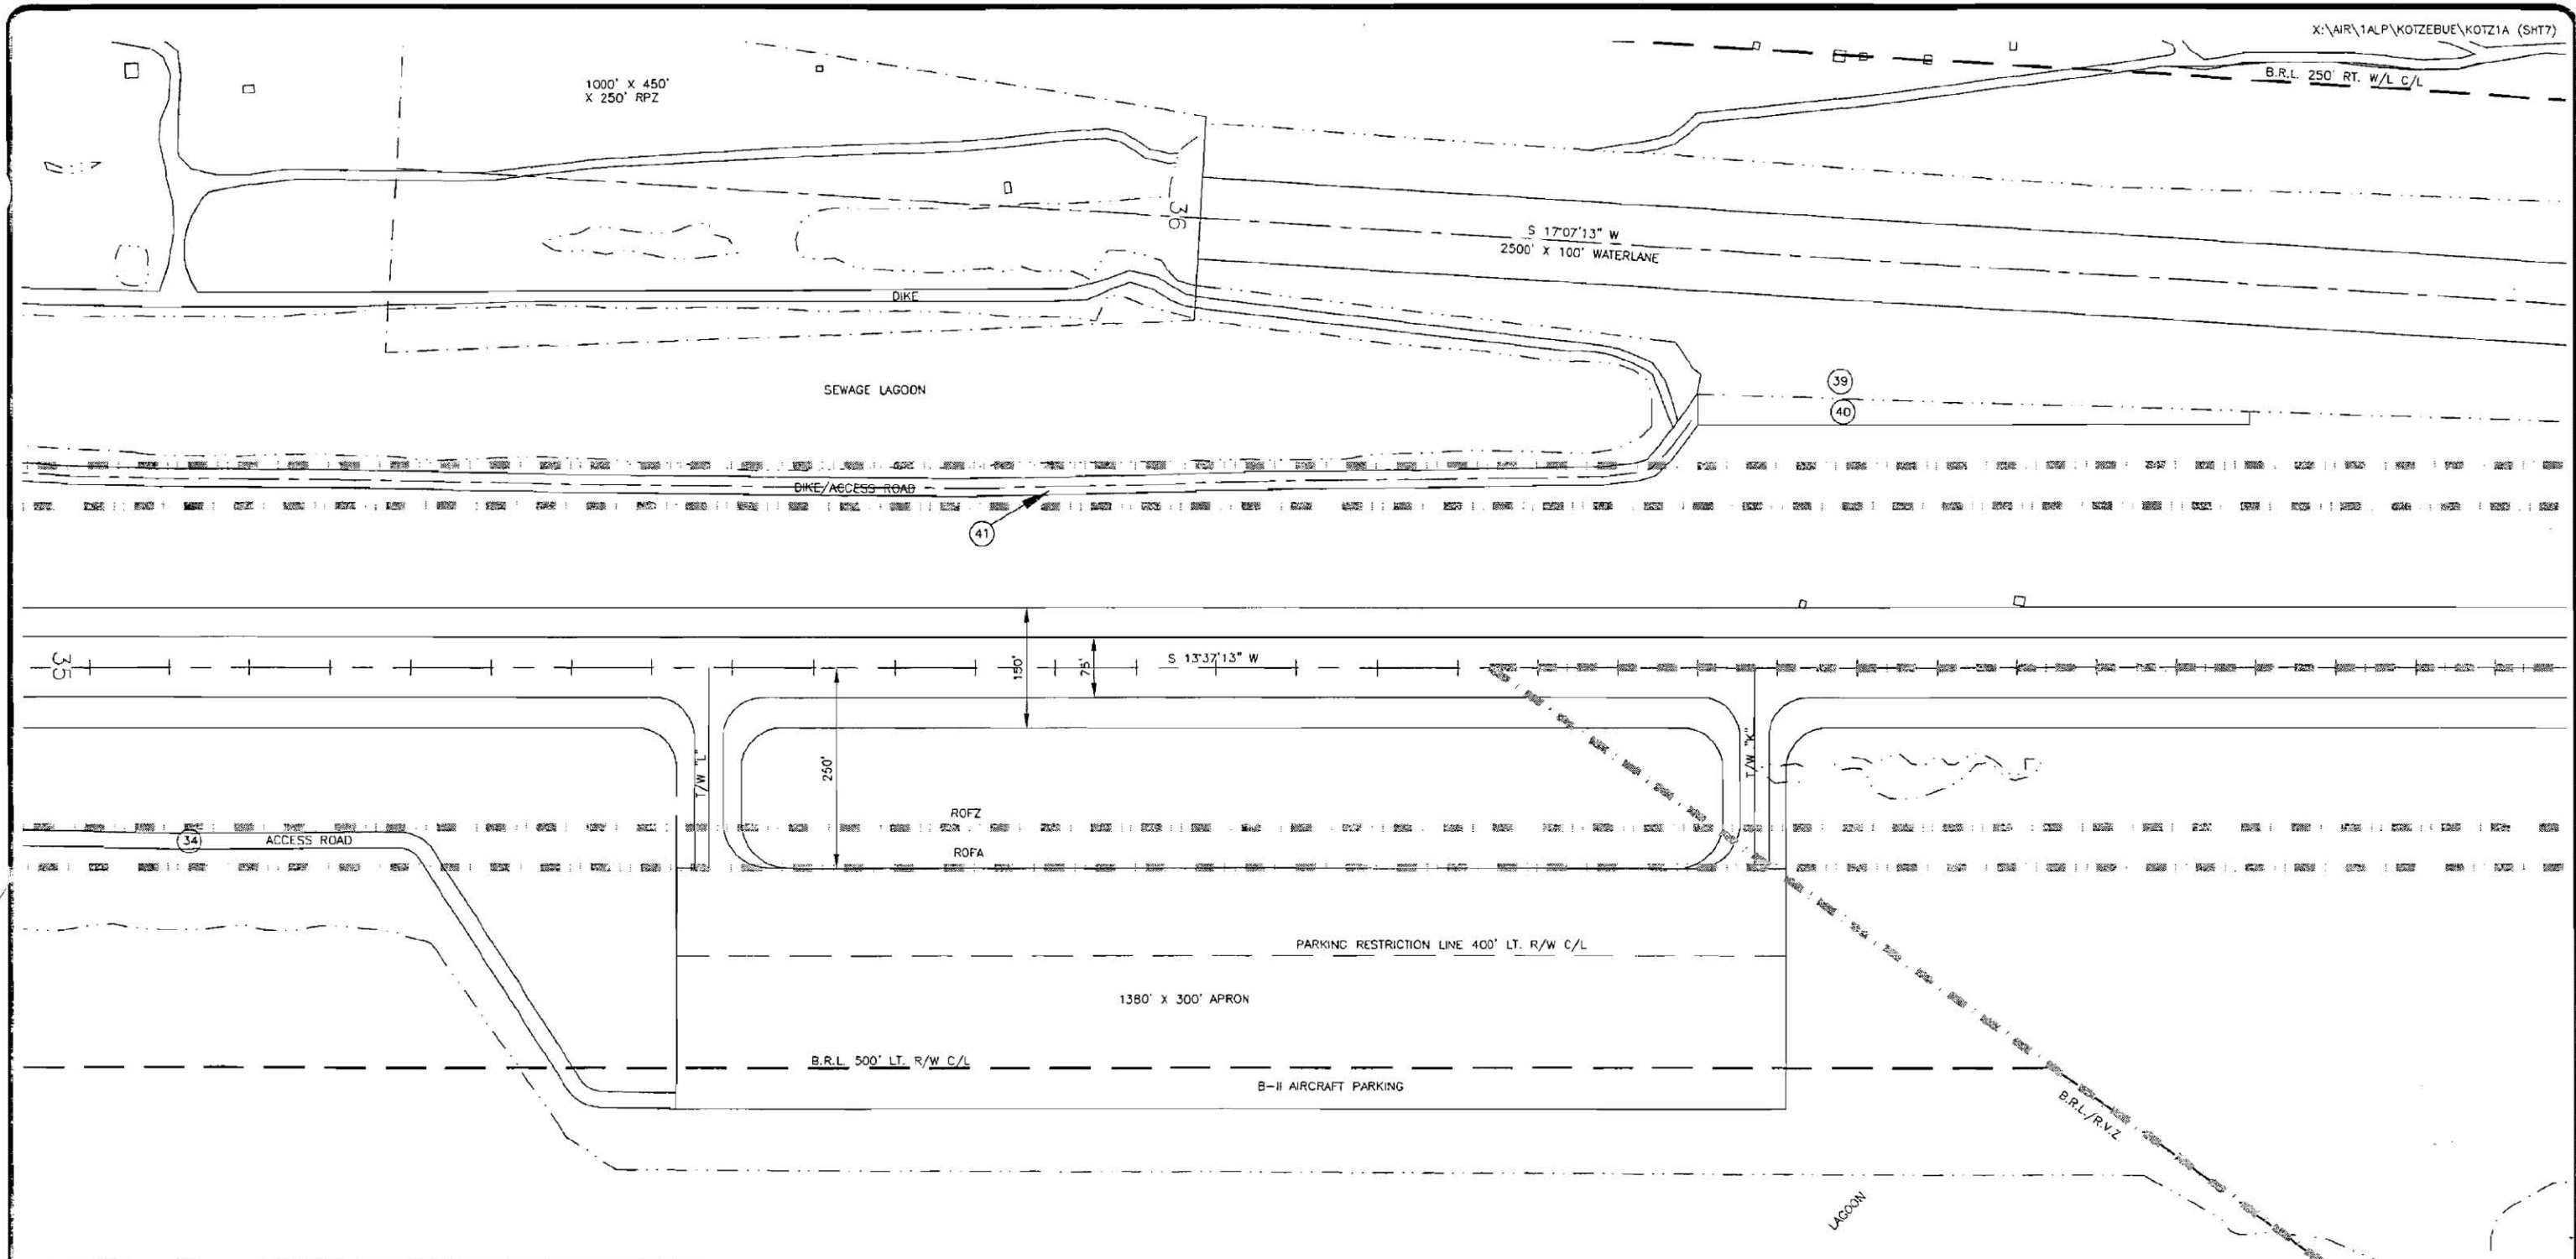 X:\AIR\1ALP\KOTZEBUE\KOTZ1A (SHT7)
B.R.L. 250' RT. W/L C/L
1000' X 450'
X 250' RPZ
36
S 17°07'13" W
2500' X 100' WATERLANE
DIKE
SEWAGE LAGOON
39
40
DIKE/ACCESS ROAD
41
35
150'
75'
S 13°37'13" W
T/W "L"
250'
T/W "K"
ROFZ
34
ACCESS ROAD
ROFA
PARKING RESTRICTION LINE 400' LT. R/W C/L
1380' X 300' APRON
B.R.L. 500' LT. R/W C/L
B-II AIRCRAFT PARKING
B.R.L./R.V.Z
LAGOON